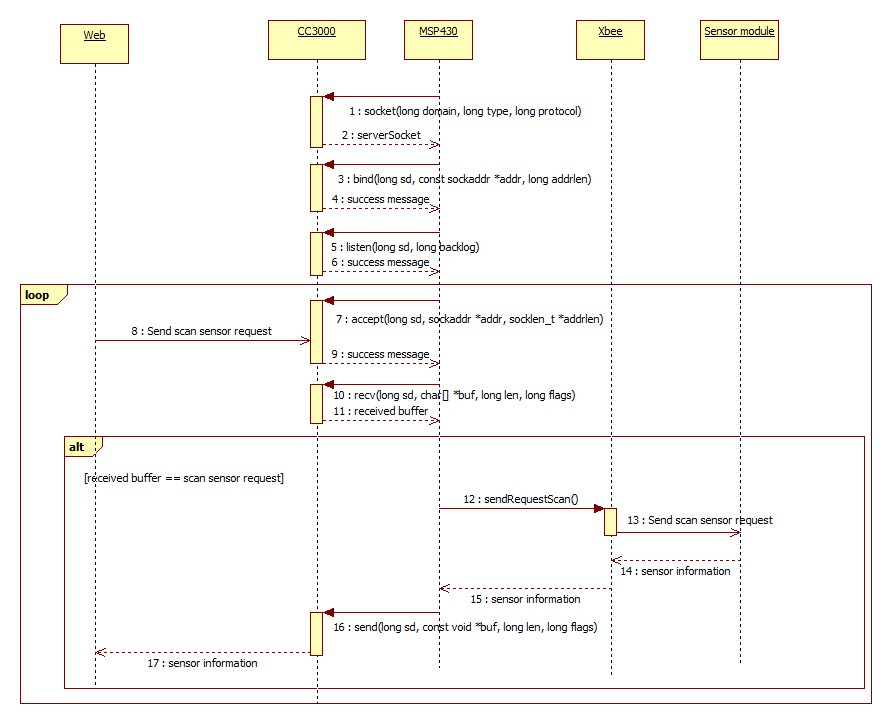 Web
CC3000
MSP430
Xbee
Sensor module
1 : socket(long domain, long type, long protocol)
2 : serverSocket
3 : bind(long sd, const sockaddr *addr, long addrlen)
4 : success message
5 : listen(long sd, long backlog)
6 : success message
loop
7 : accept(long sd, sockaddr *addr, socklen_t *addrlen)
8 : Send scan sensor request
9 : success message
10 : recv(long sd, char[] *buf, long len, long flags)
11 : received buffer
alt
[received buffer == scan sensor request]
12 : sendRequestScan()
13 : Send scan sensor request
14 : sensor information
15 : sensor information
16 : send(long sd, const void *buf, long len, long flags)
17 : sensor information